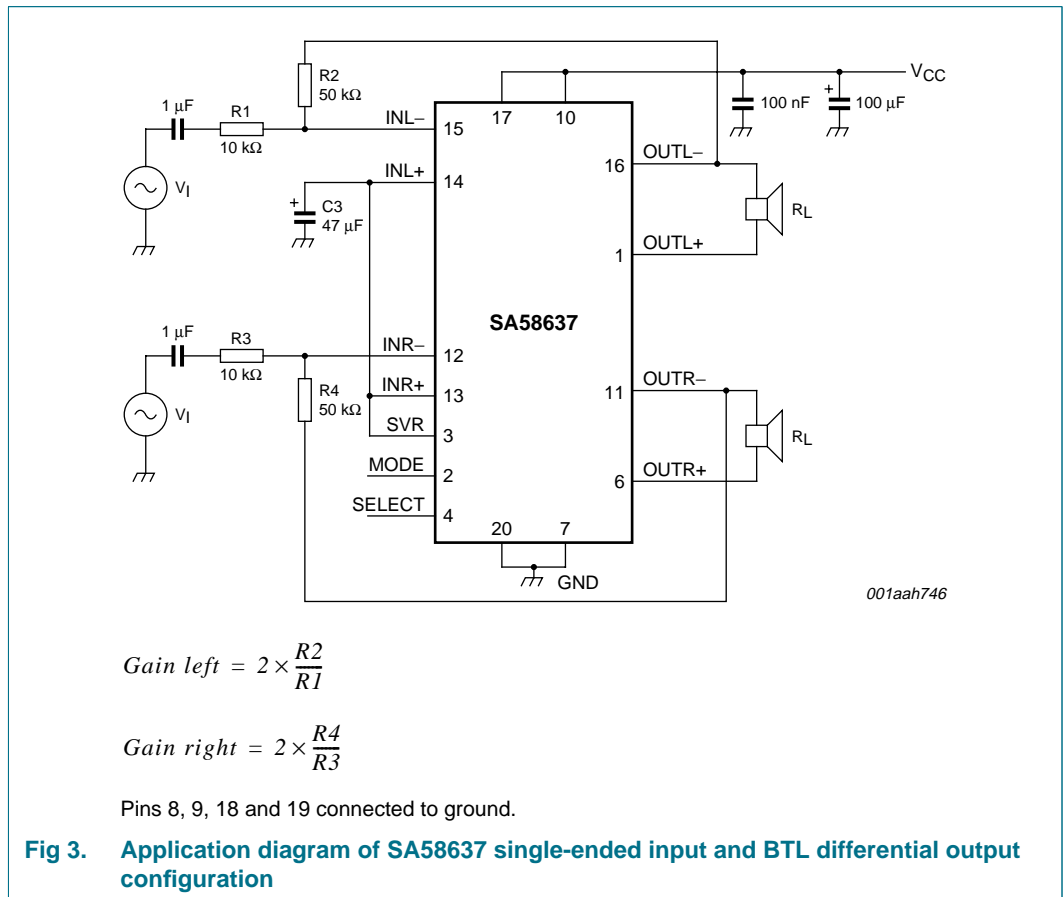 R2
50 kΩ
1 μF
R1
10 kΩ
VI
INL−
15
INL+
14
C3
47 μF
+
17
10
VCC
100 nF
+
100 μF
16
OUTL−
RL
1
OUTL+
SA58637
1 μF
R3
10 kΩ
VI
INR−
12
R4
50 kΩ
INR+
13
SVR
3
MODE
2
SELECT
4
11
OUTR−
RL
6
OUTR+
20
7
GND
001aah746
Gain left = 2 × R2/R1
Gain right = 2 × R4/R3
Pins 8, 9, 18 and 19 connected to ground.
Fig 3. Application diagram of SA58637 single-ended input and BTL differential output
configuration